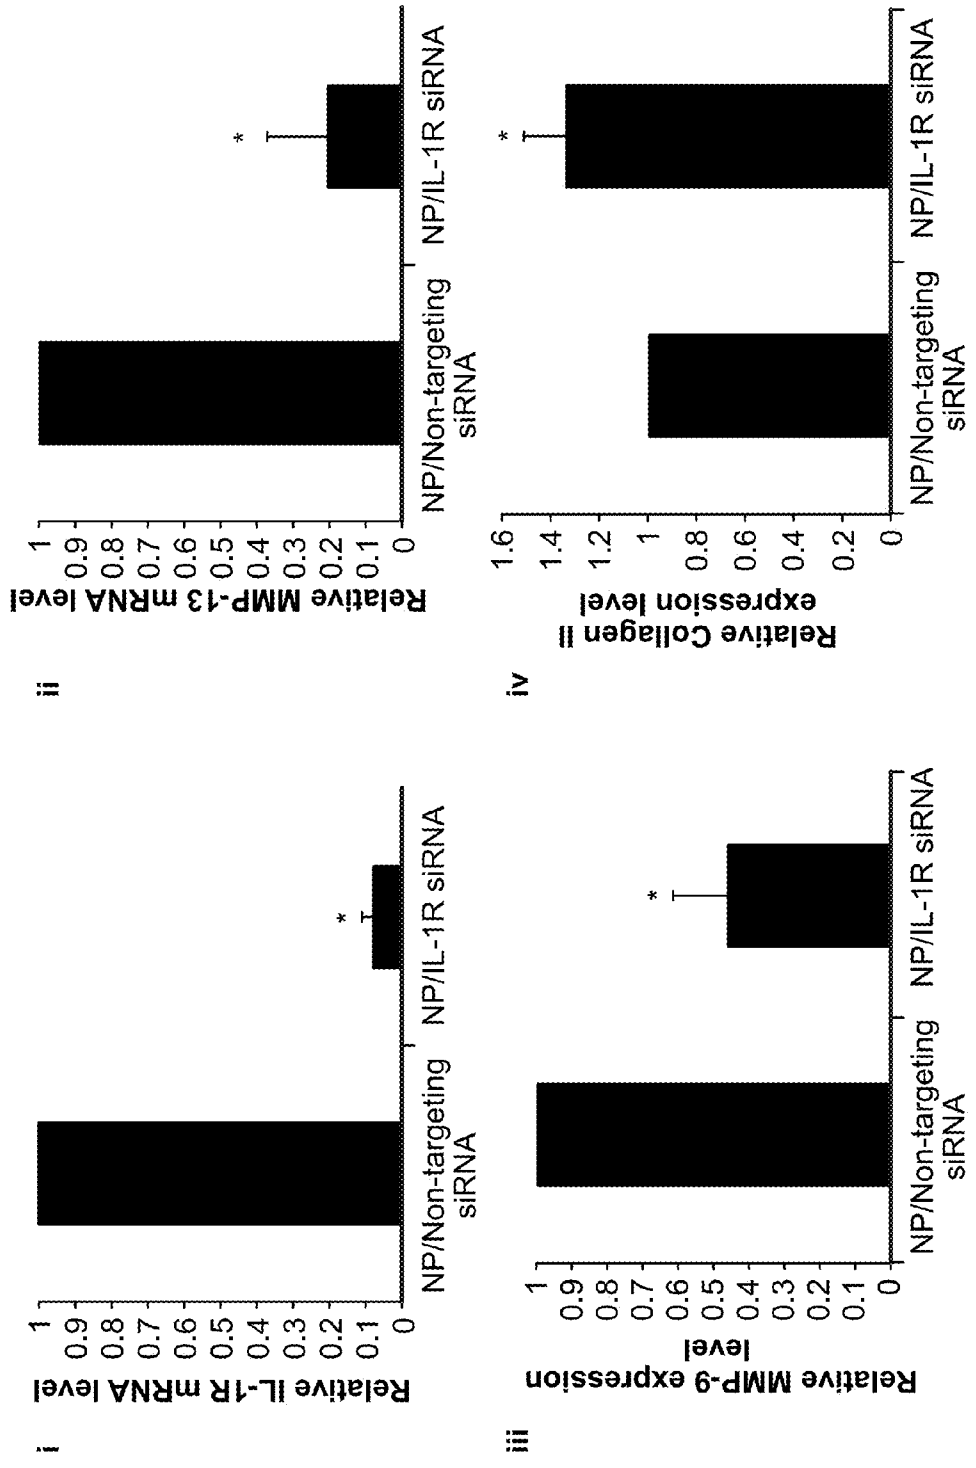 i
Relative IL-1R mRNA level
1
0.9
0.8
0.7
0.6
0.5
0.4
0.3
0.2
0.1
0
*
NP/Non-targeting
siRNA
NP/IL-1R siRNA
ii
Relative MMP-13 mRNA level
1
0.9
0.8
0.7
0.6
0.5
0.4
0.3
0.2
0.1
0
*
NP/Non-targeting
siRNA
NP/IL-1R siRNA
iii
Relative MMP-9 expression
level
1
0.9
0.8
0.7
0.6
0.5
0.4
0.3
0.2
0.1
0
*
NP/Non-targeting
siRNA
NP/IL-1R siRNA
iv
Relative Collagen II
expression level
1.6
1.4
1.2
1
0.8
0.6
0.4
0.2
0
*
NP/Non-targeting
siRNA
NP/IL-1R siRNA